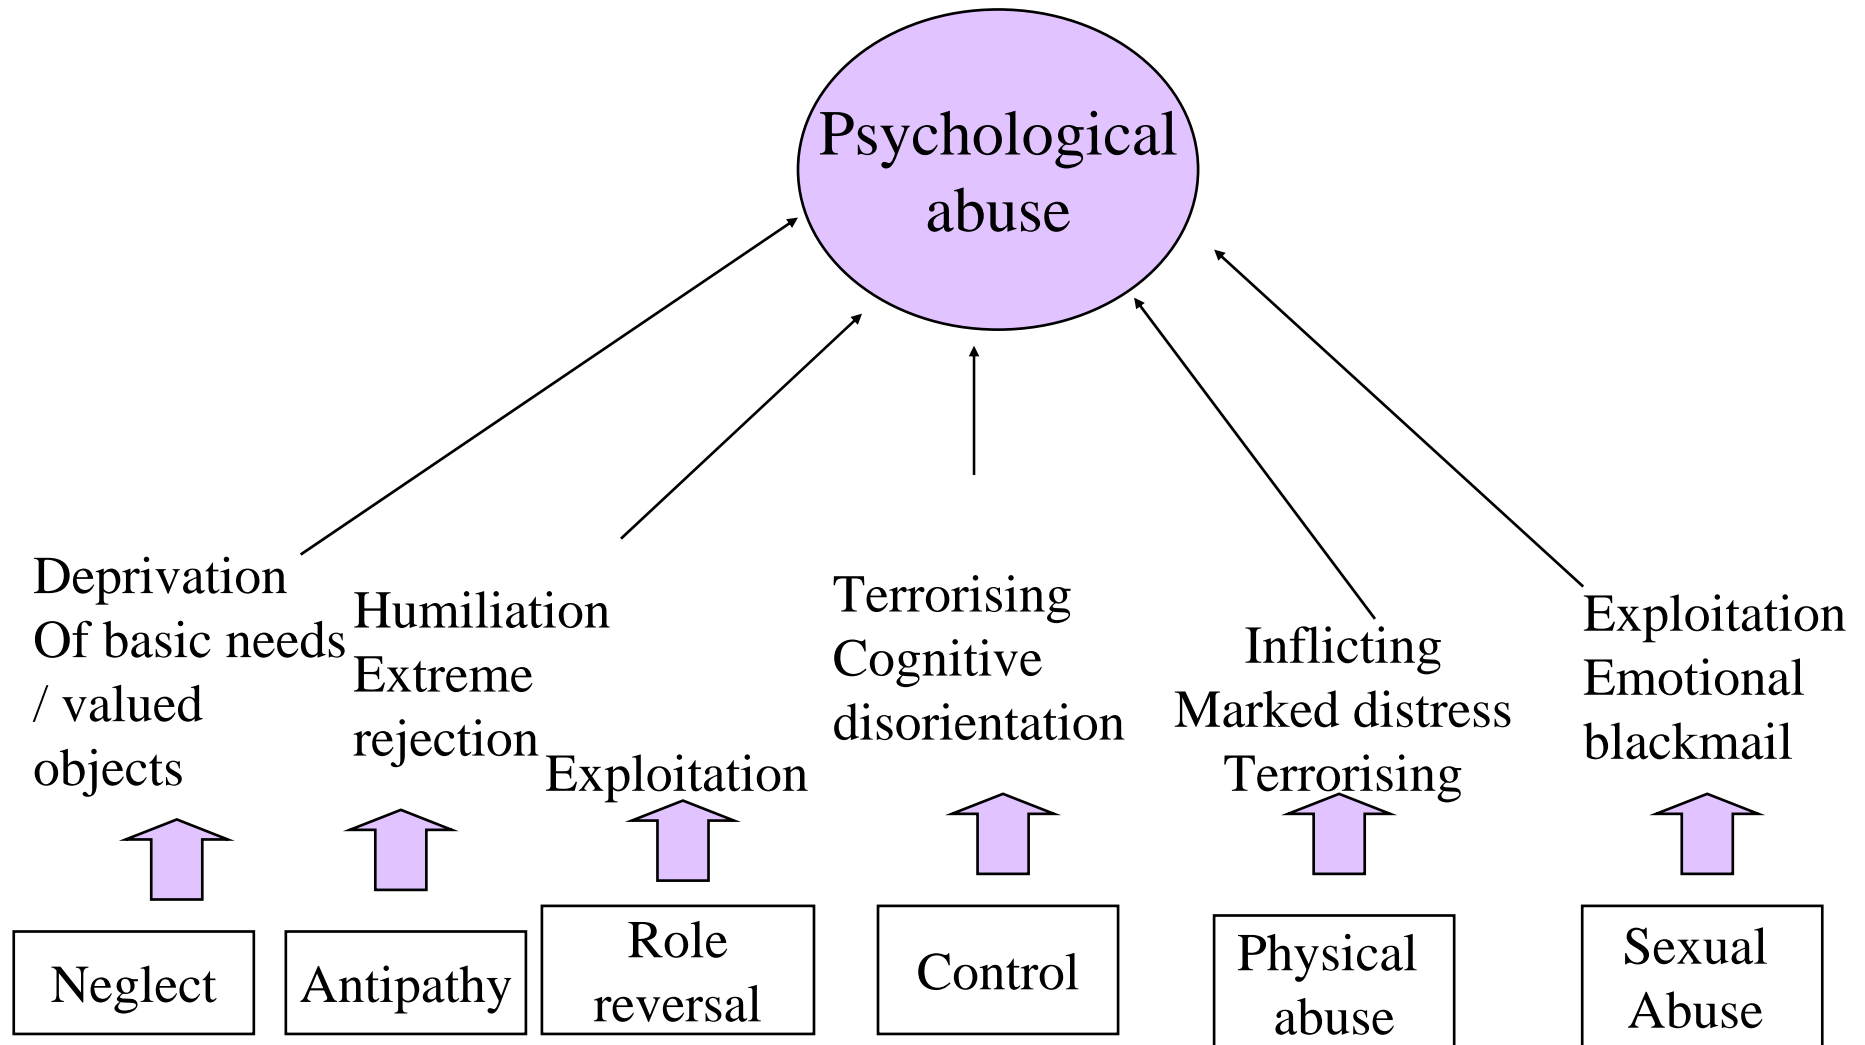 Psychological
abuse
Deprivation
Of basic needs
/ valued
objects
Humiliation
Extreme
rejection
Exploitation
Terrorising
Cognitive
disorientation
Inflicting
Marked distress
Terrorising
Exploitation
Emotional
blackmail
Neglect
Antipathy
Role
reversal
Control
Physical
abuse
Sexual
Abuse